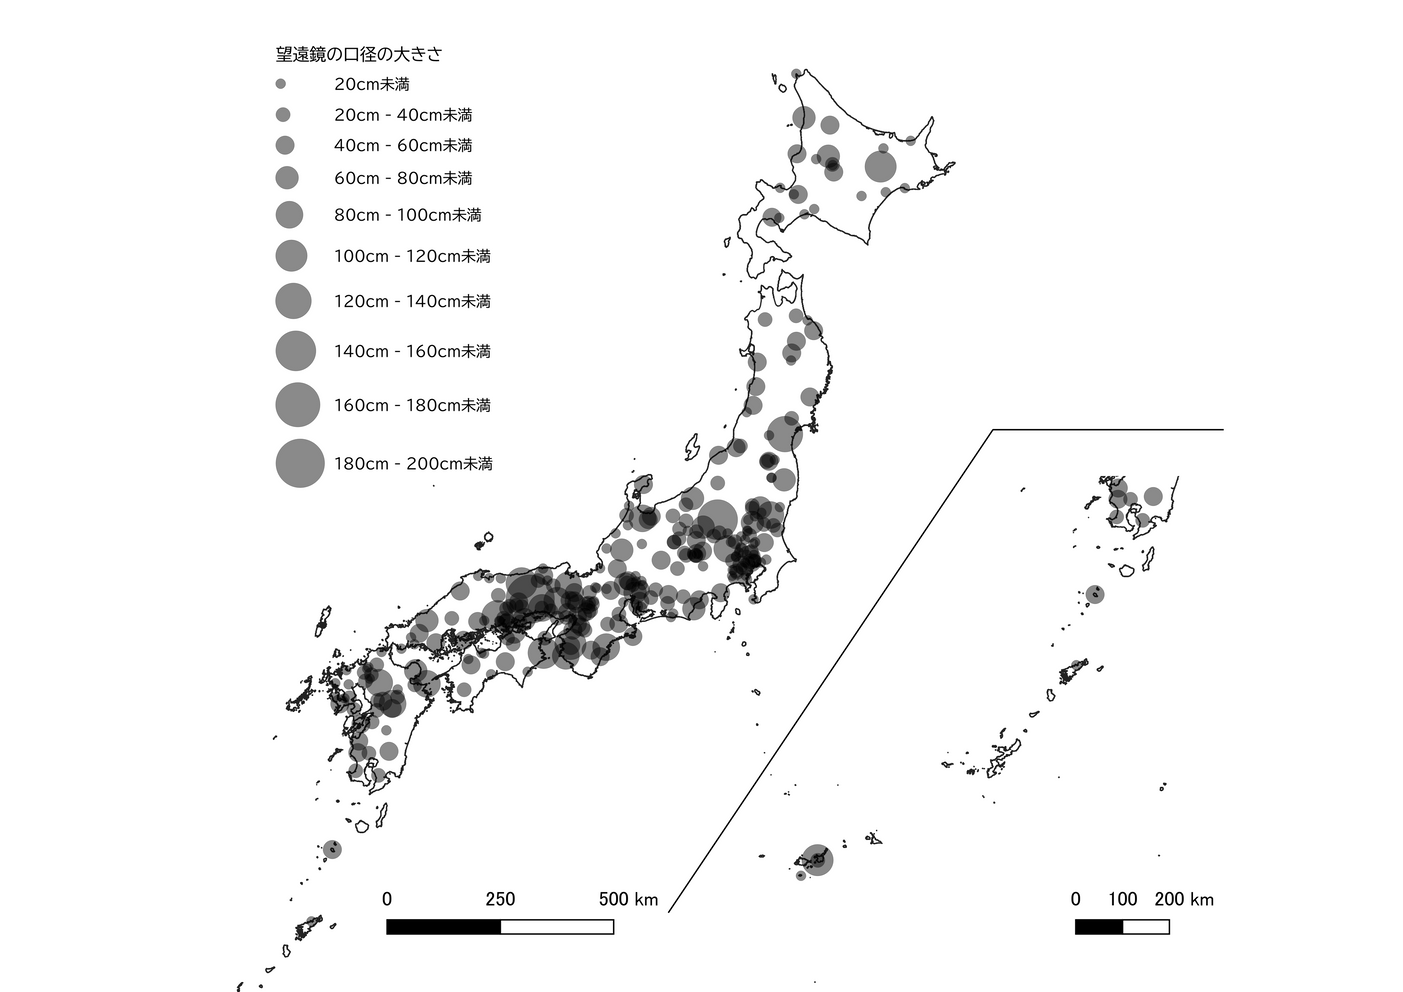 望遠鏡の口径の大きさ
20cm未満
20cm - 40cm未満
40cm - 60cm未満
60cm - 80cm未満
80cm - 100cm未満
100cm - 120cm未満
120cm - 140cm未満
140cm - 160cm未満
160cm - 180cm未満
180cm - 200cm未満
0 250 500 km
0 100 200 km